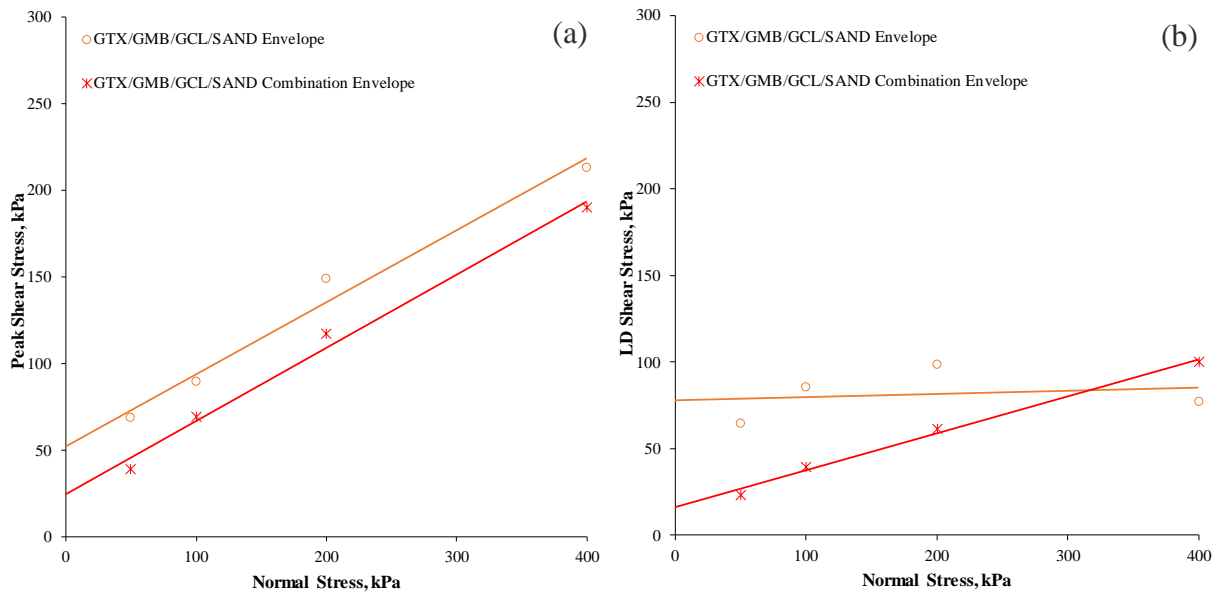 (a)
GTX/GMB/GCL/SAND Envelope
GTX/GMB/GCL/SAND Combination Envelope
Peak Shear Stress, kPa
300
250
200
150
100
50
0
0 100 200 300 400
Normal Stress, kPa
(b)
GTX/GMB/GCL/SAND Envelope
GTX/GMB/GCL/SAND Combination Envelope
LD Shear Stress, kPa
300
250
200
150
100
50
0
0 100 200 300 400
Normal Stress, kPa